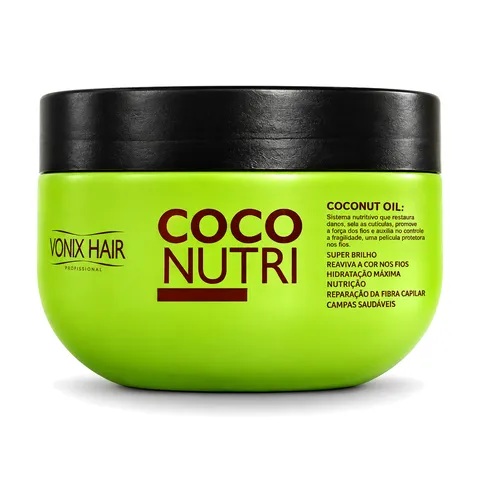 VONIX HAIR
PROFISSIONAL
COCO
NUTRI
COCONUT OIL:
Sistema nutritixvo que restaura
danos, sela as cutículas, promove
a força dos fios e auxilia no controle
a fragilidade, uma película protetora
nos fios.
SUPER BRILHO
REAVIVA A COR NOS FIOS
HIDRATAÇÃO MÁXIMA
NUTRIÇÃO
REPARAÇÃO DA FIBRA CAPILAR
CAMPAS SAUDÁVEIS